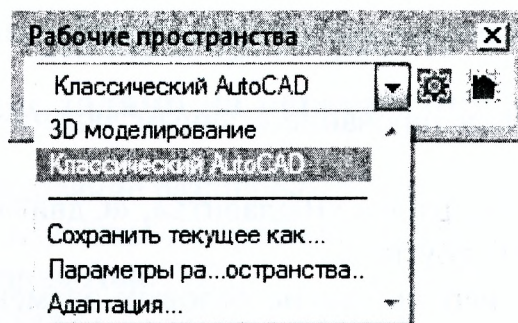 Рабочие пространства
Классический AutoCAD
3D моделирование
Классический AutoCAD
Сохранить текущее как...
Параметры ра...остранства..
Адаптация...